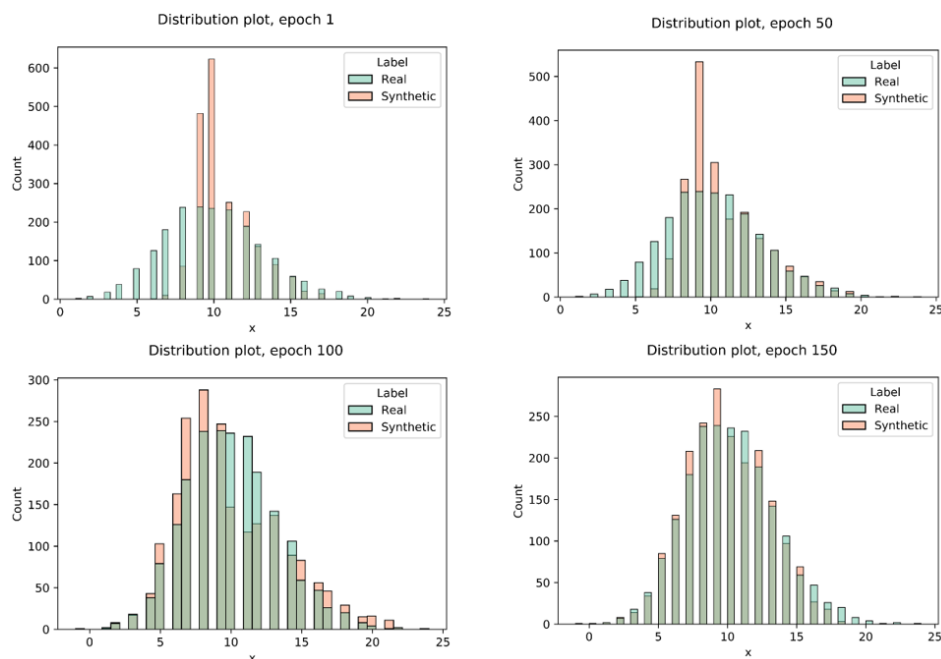 Distribution plot, epoch 1
Label
Real
Synthetic
600
500
400
300
200
100
0
Count
0 5 10 15 20 25
x
Distribution plot, epoch 50
Label
Real
Synthetic
500
400
300
200
100
0
Count
0 5 10 15 20 25
x
Distribution plot, epoch 100
Label
Real
Synthetic
300
250
200
150
100
50
0
Count
0 5 10 15 20 25
x
Distribution plot, epoch 150
Label
Real
Synthetic
250
200
150
100
50
0
Count
0 5 10 15 20 25
x